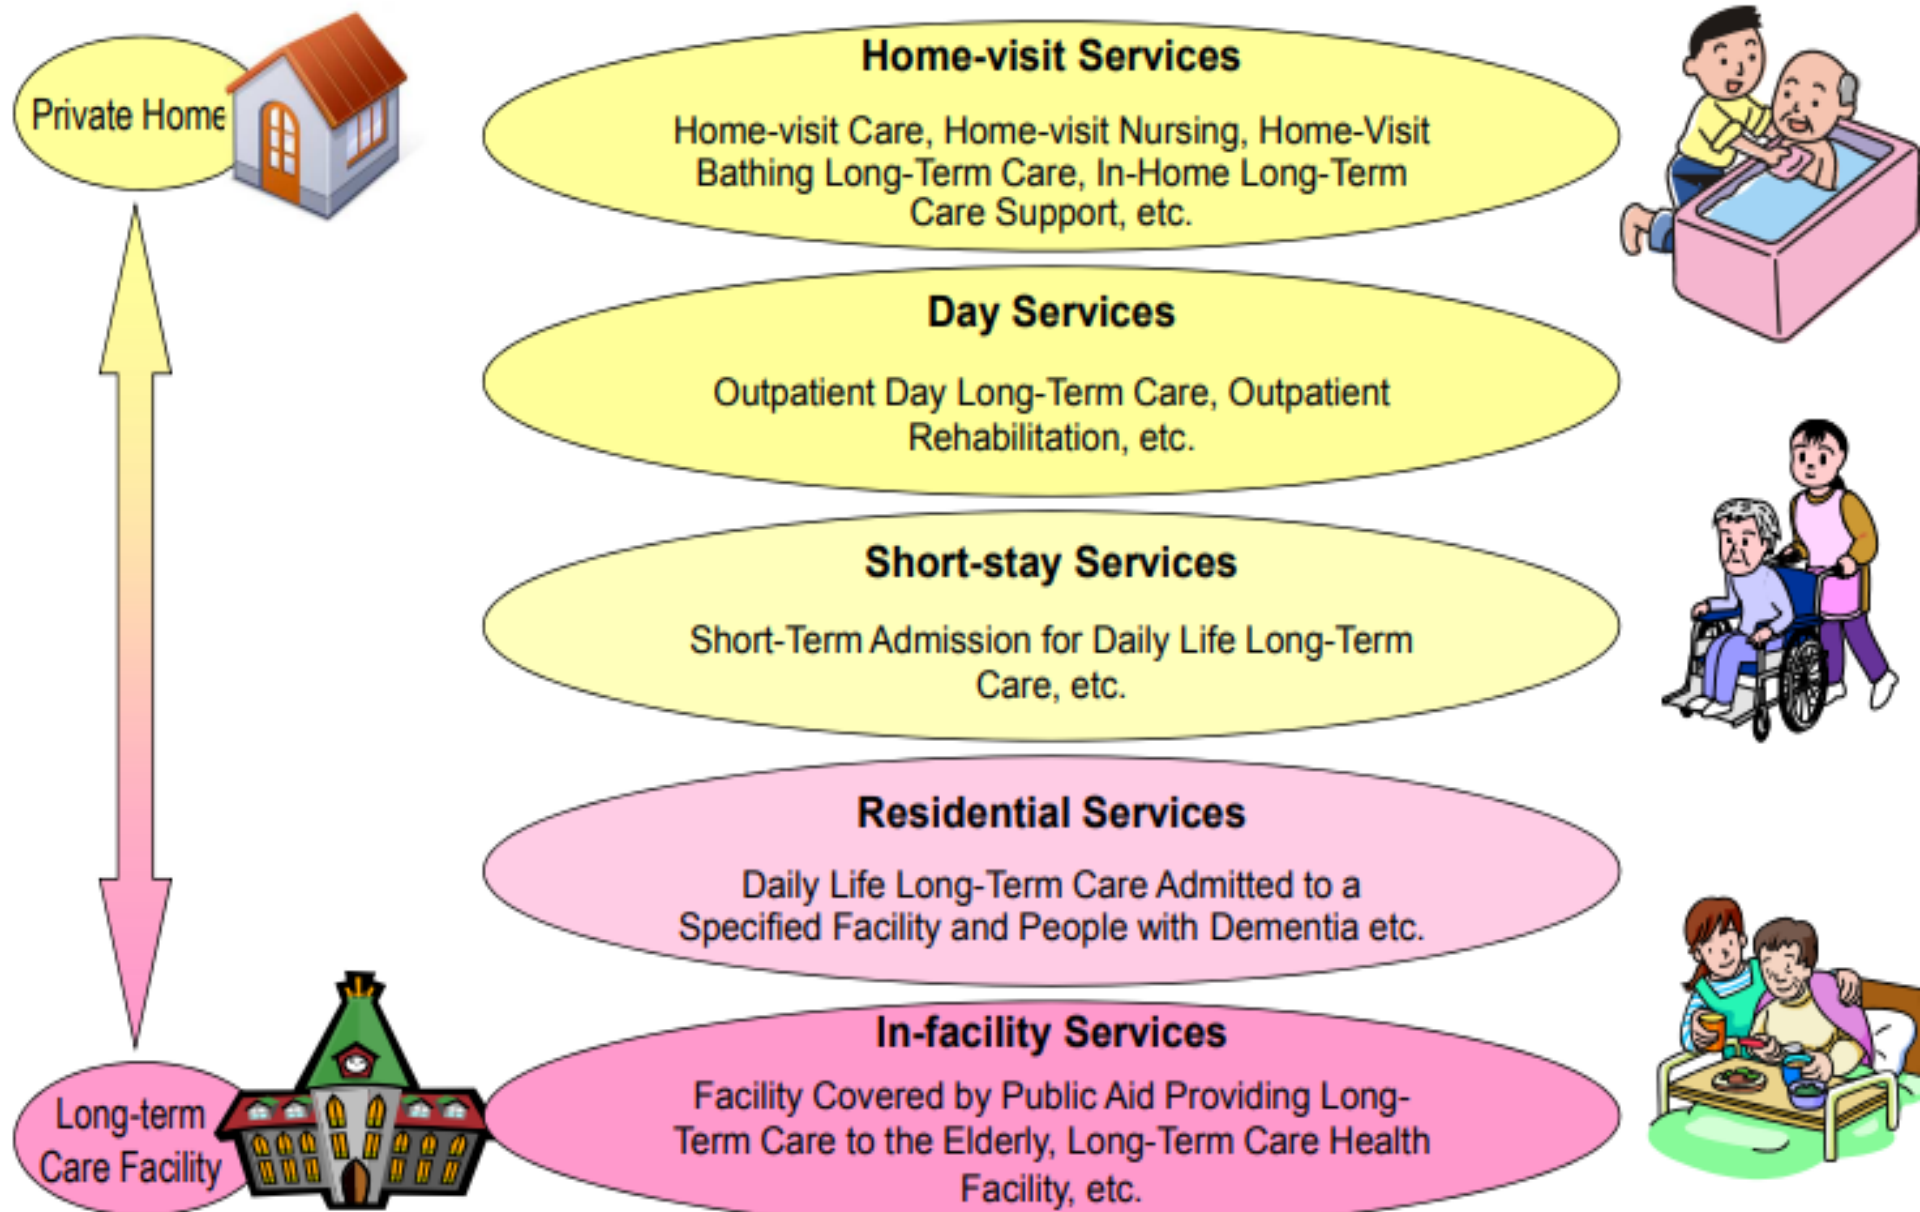 Private Home
Home-visit Services
Home-visit Care, Home-visit Nursing, Home-Visit
Bathing Long-Term Care, In-Home Long-Term
Care Support, etc.
Day Services
Outpatient Day Long-Term Care, Outpatient
Rehabilitation, etc.
Short-stay Services
Short-Term Admission for Daily Life Long-Term
Care, etc.
Residential Services
Daily Life Long-Term Care Admitted to a
Specified Facility and People with Dementia etc.
Long-term
Care Facility
In-facility Services
Facility Covered by Public Aid Providing Long-
Term Care to the Elderly, Long-Term Care Health
Facility, etc.